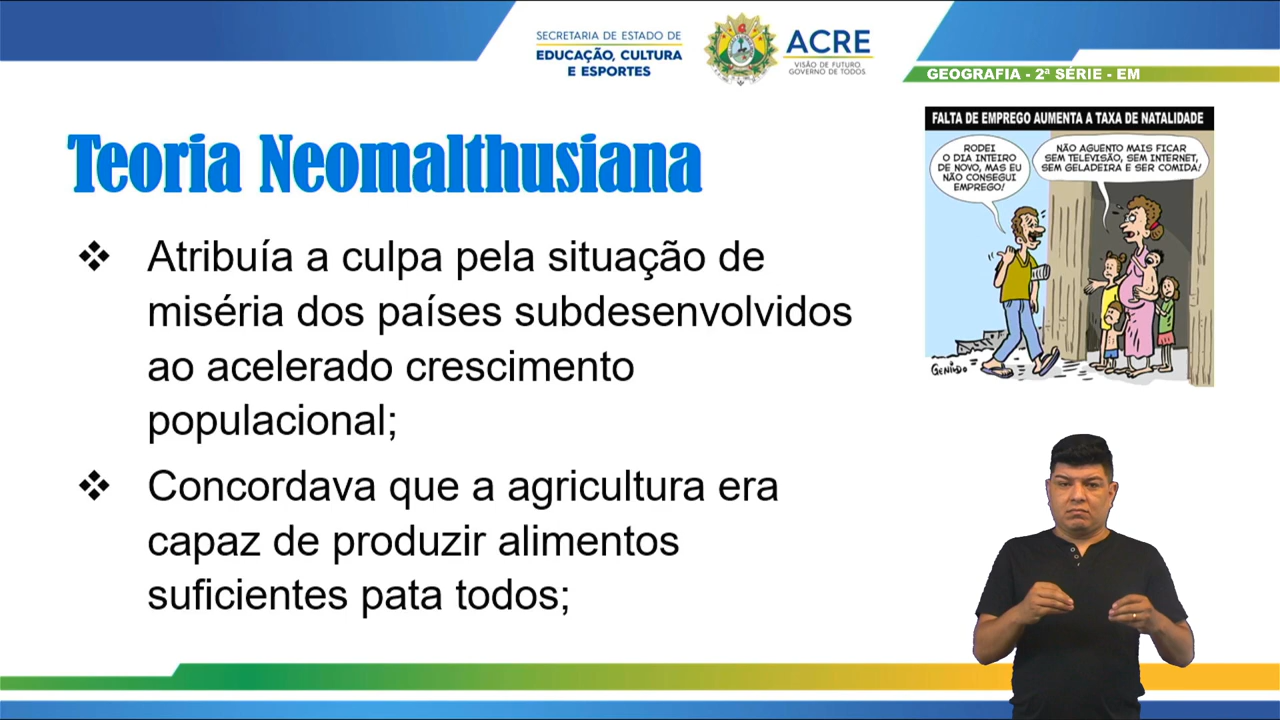 SECRETARIA DE ESTADO DE
EDUCAÇÃO, CULTURA
E ESPORTES
ACRE
VISÃO DE FUTURO
GOVERNO DE TODOS
GEOGRAFIA - 2ª SÉRIE - EM
Teoria Neomalthusiana
❖ Atribuía a culpa pela situação de
miséria dos países subdesenvolvidos
ao acelerado crescimento
populacional;
❖ Concordava que a agricultura era
capaz de produzir alimentos
suficientes pata todos;
FALTA DE EMPREGO AUMENTA A TAXA DE NATALIDADE
RODEI
O DIA INTEIRO
DE NOVO, MAS EU
NÃO CONSEGUI
EMPREGO!
NÃO AGUENTO MAIS FICAR
SEM TELEVISÃO, SEM INTERNET,
SEM GELADEIRA E SER COMIDA!
GENILDO